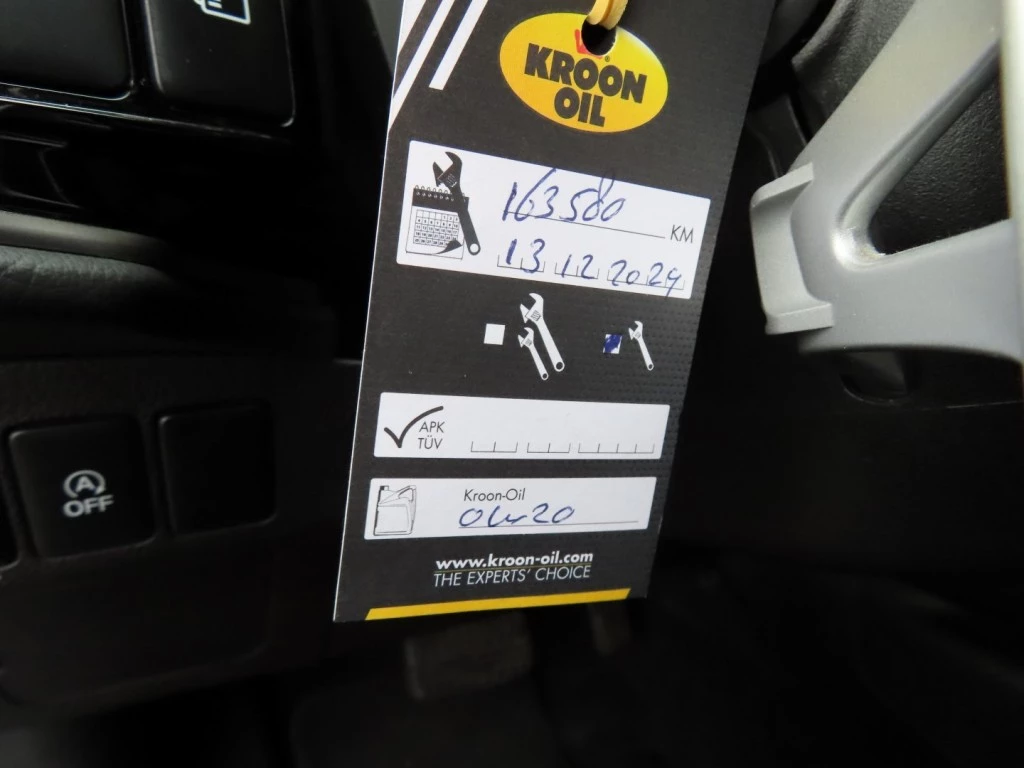 KROON
OIL
163580 KM
13 12 2024
APK
TÜV
A
OFF
Kroon-Oil
0w20
www.kroon-oil.com
THE EXPERTS' CHOICE